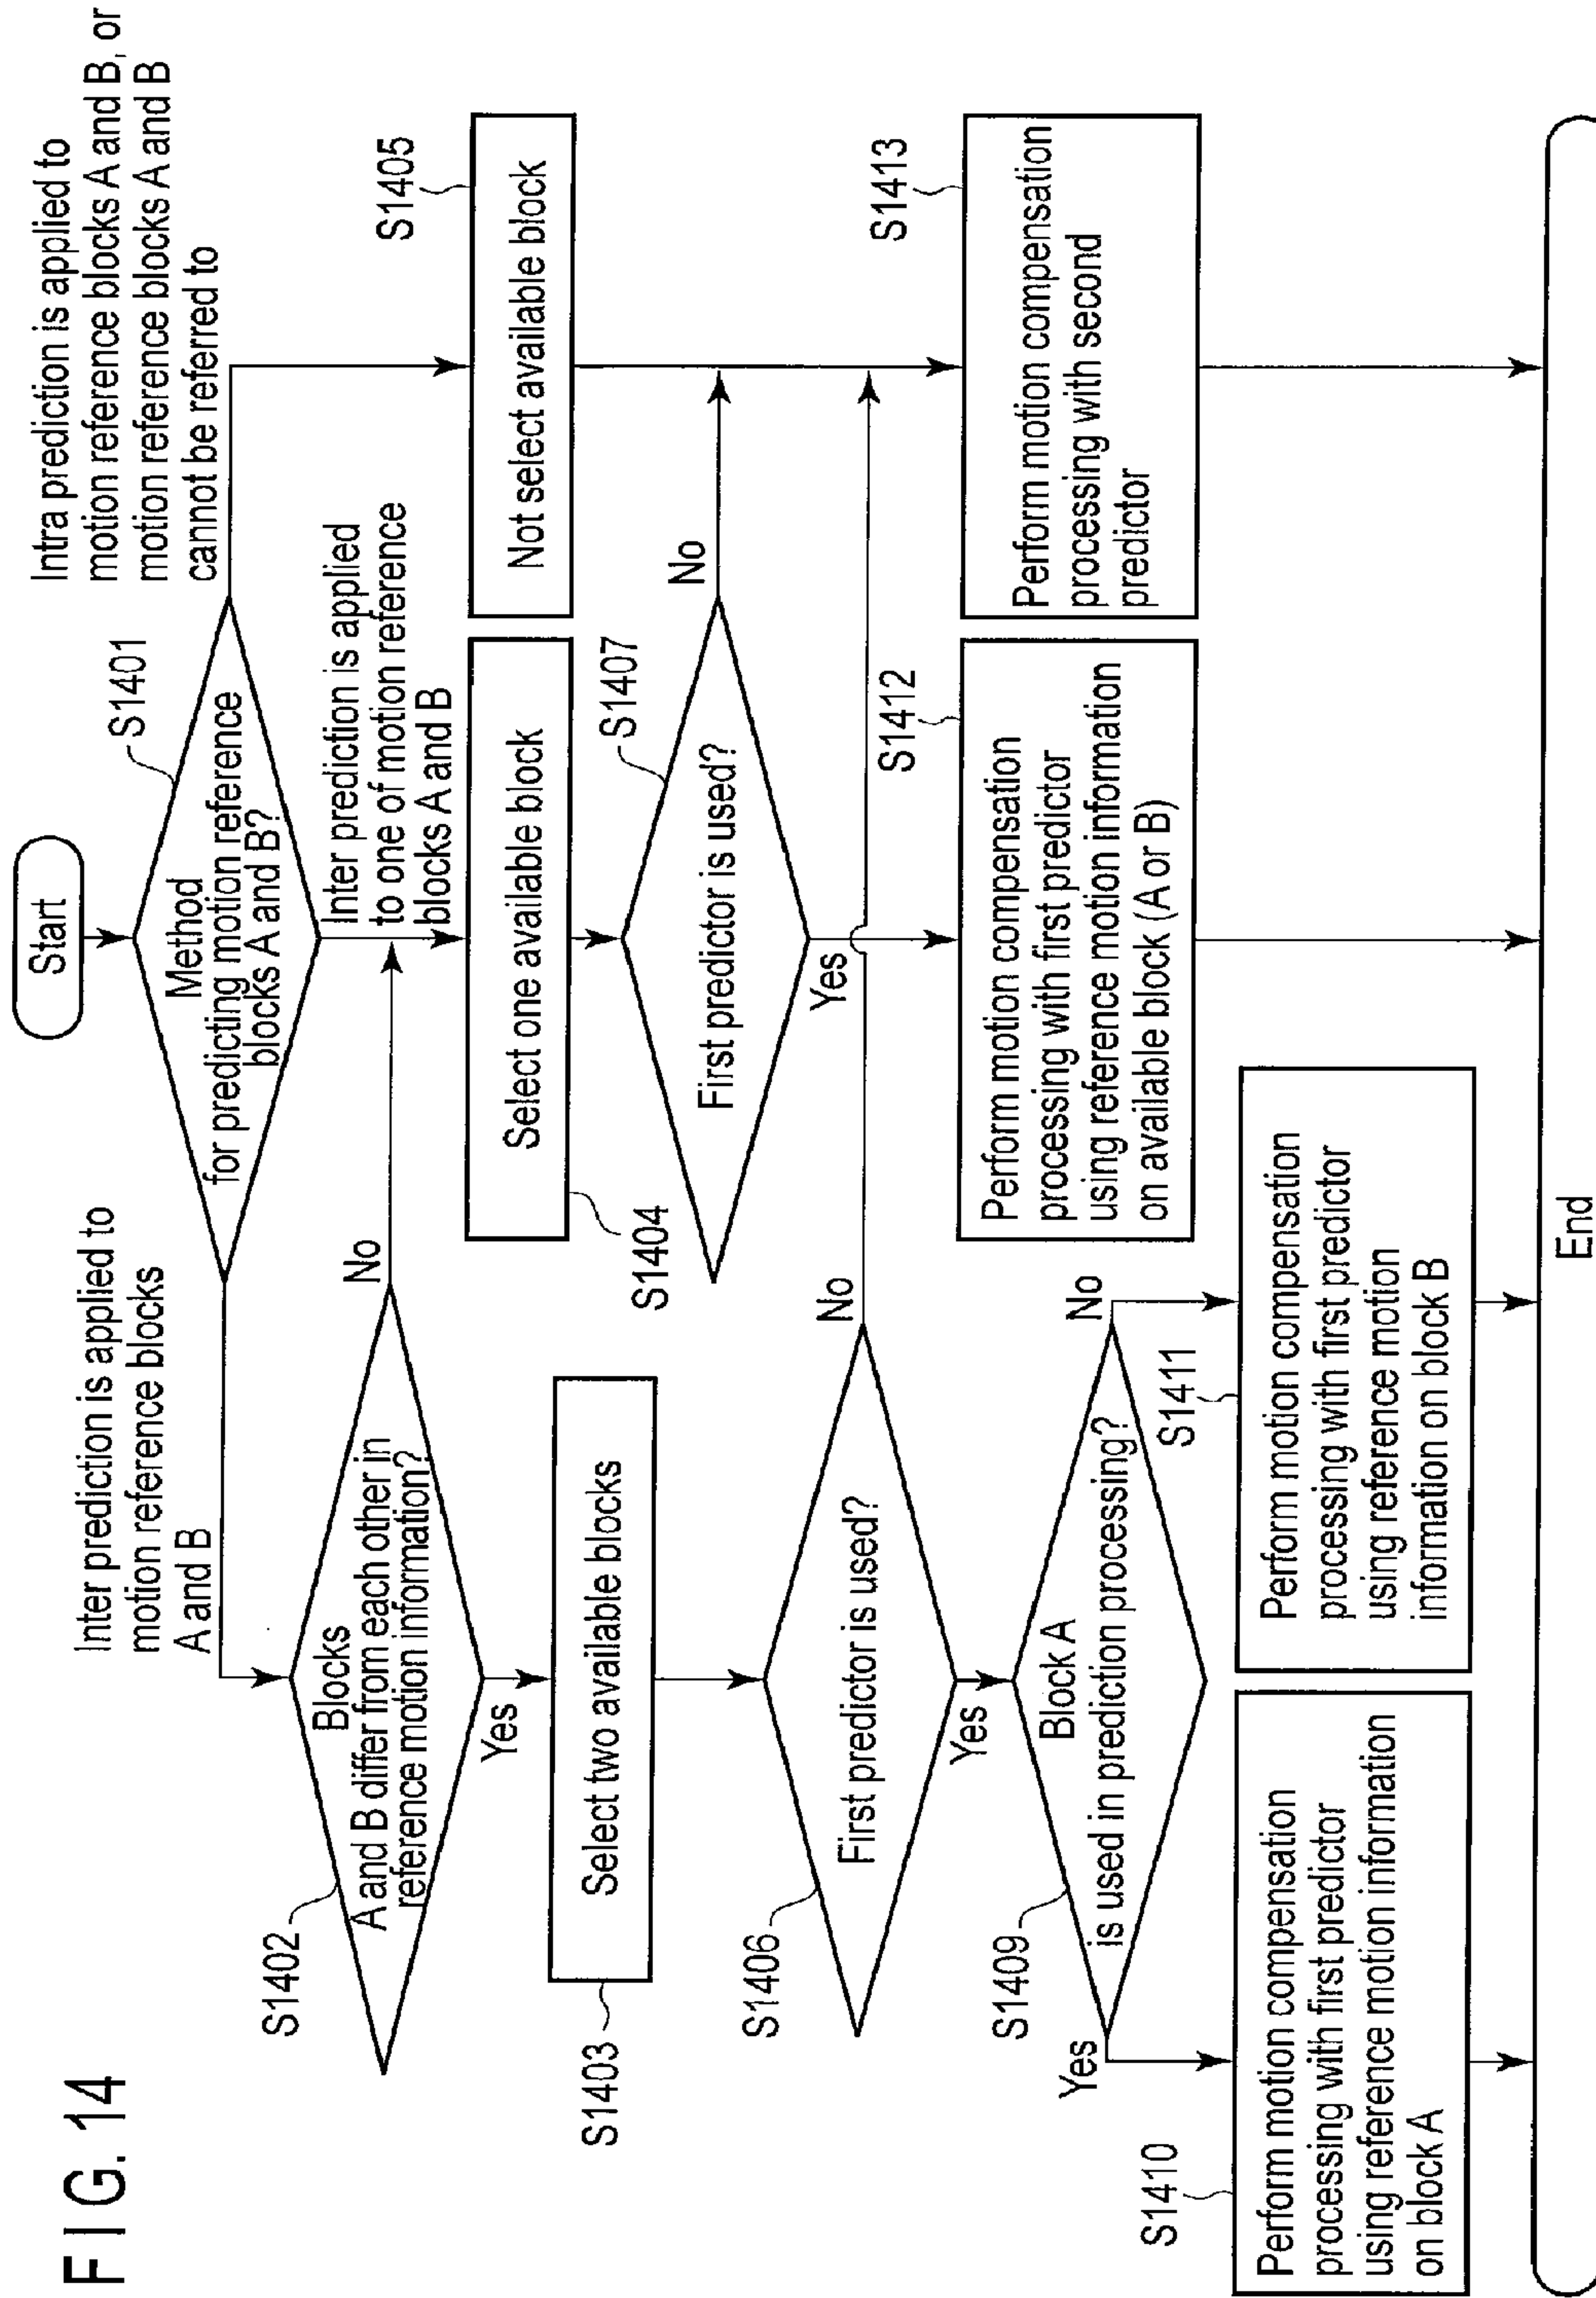 FIG. 14
Start
S1401
Method
for predicting motion reference
blocks A and B?
Inter prediction is applied to
motion reference blocks
A and B
Inter prediction is applied
to one of motion reference
blocks A and B
Intra prediction is applied to
motion reference blocks A and B, or
motion reference blocks A and B
cannot be referred to
S1402
Blocks
A and B differ from each other in
reference motion information?
No
Yes
S1403
Select two available blocks
S1404
Select one available block
S1405
Not select available block
S1406
First predictor is used?
No
Yes
S1407
First predictor is used?
No
Yes
S1409
Block A
is used in prediction processing?
Yes
No
S1410
Perform motion compensation
processing with first predictor
using reference motion information
on block A
S1411
Perform motion compensation
processing with first predictor
using reference motion
information on block B
S1412
Perform motion compensation
processing with first predictor
using reference motion information
on available block (A or B)
S1413
Perform motion compensation
processing with second
predictor
End